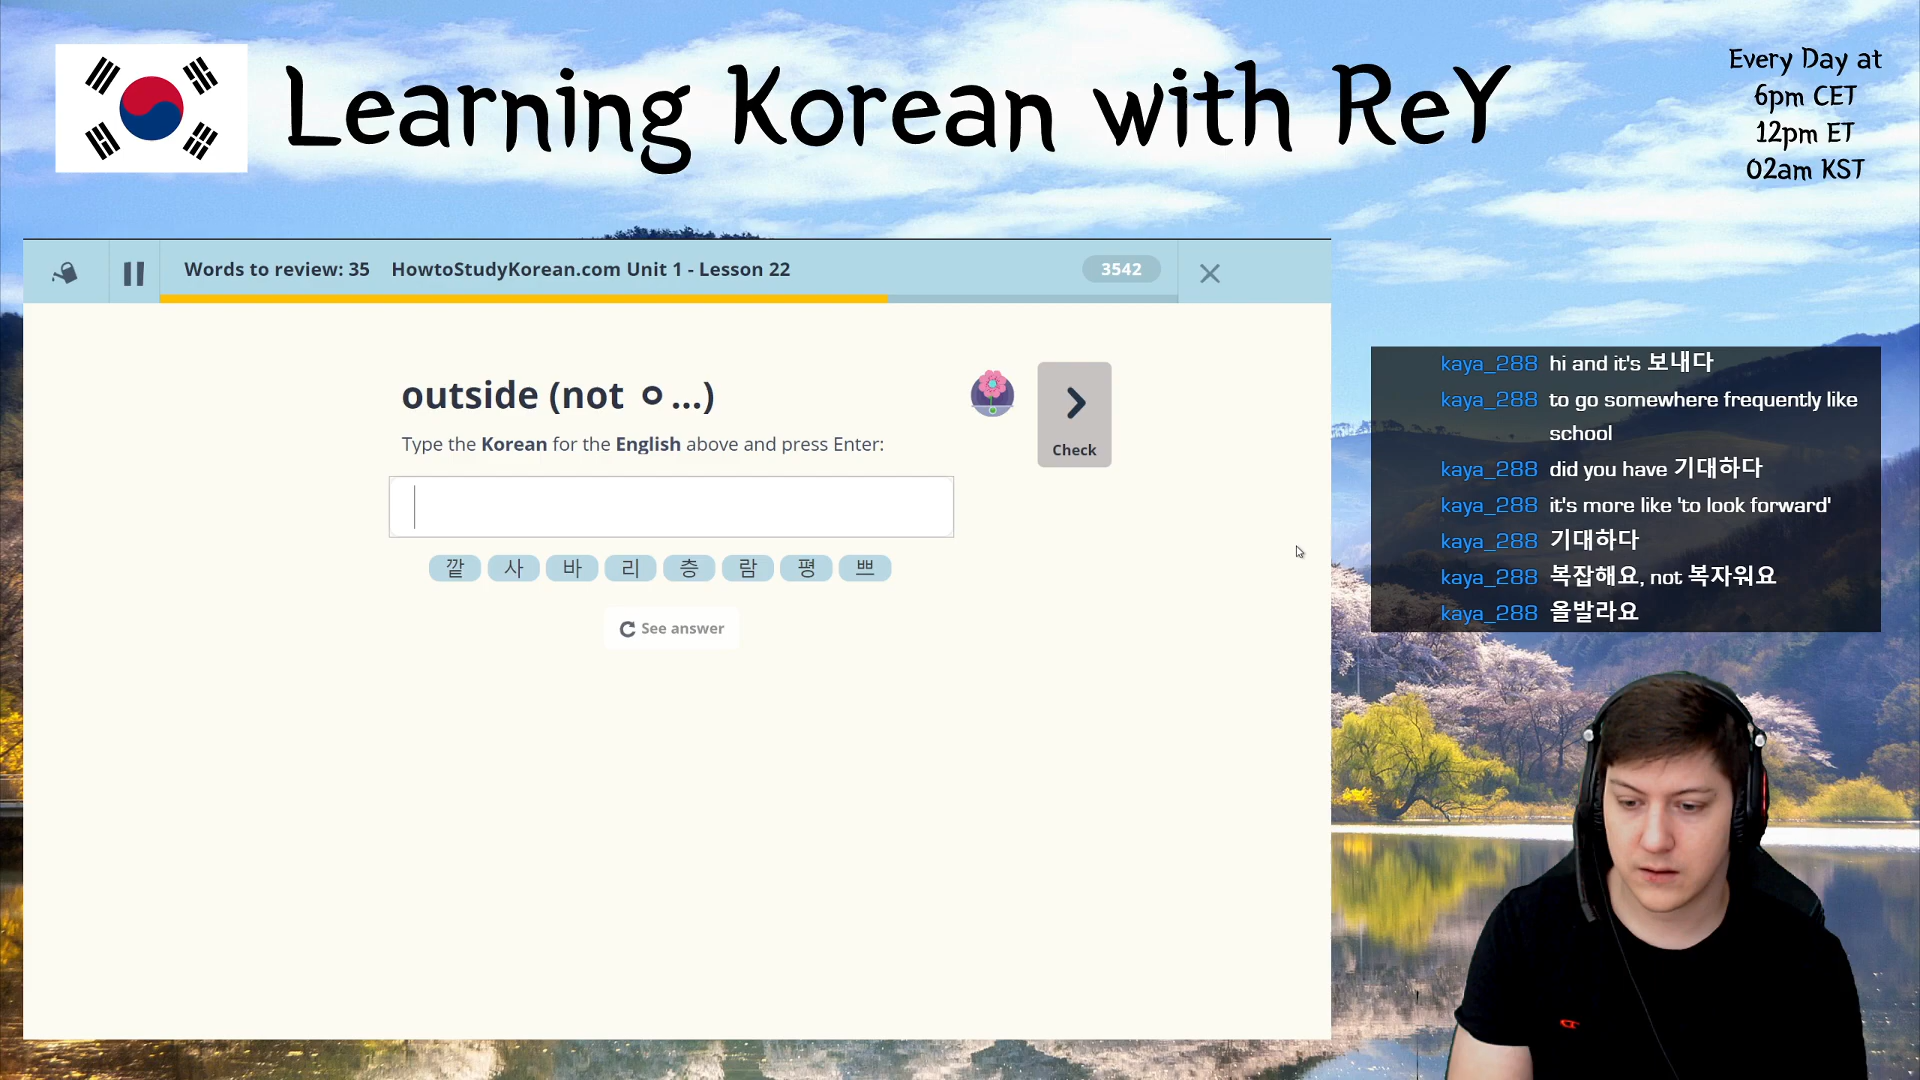 Learning Korean with ReY
Every Day at
6pm CET
12pm ET
02am KST
Words to review: 35 HowtoStudyKorean.com Unit 1 - Lesson 22
3542
outside (not ㅇ...)
Type the Korean for the English above and press Enter:
Check
깥 사 바 리 층 람 평 쁘
See answer
kaya_288 hi and it's 보내다
kaya_288 to go somewhere frequently like
school
kaya_288 did you have 기대하다
kaya_288 it's more like 'to look forward'
kaya_288 기대하다
kaya_288 복잡해요, not 복자워요
kaya_288 올발라요